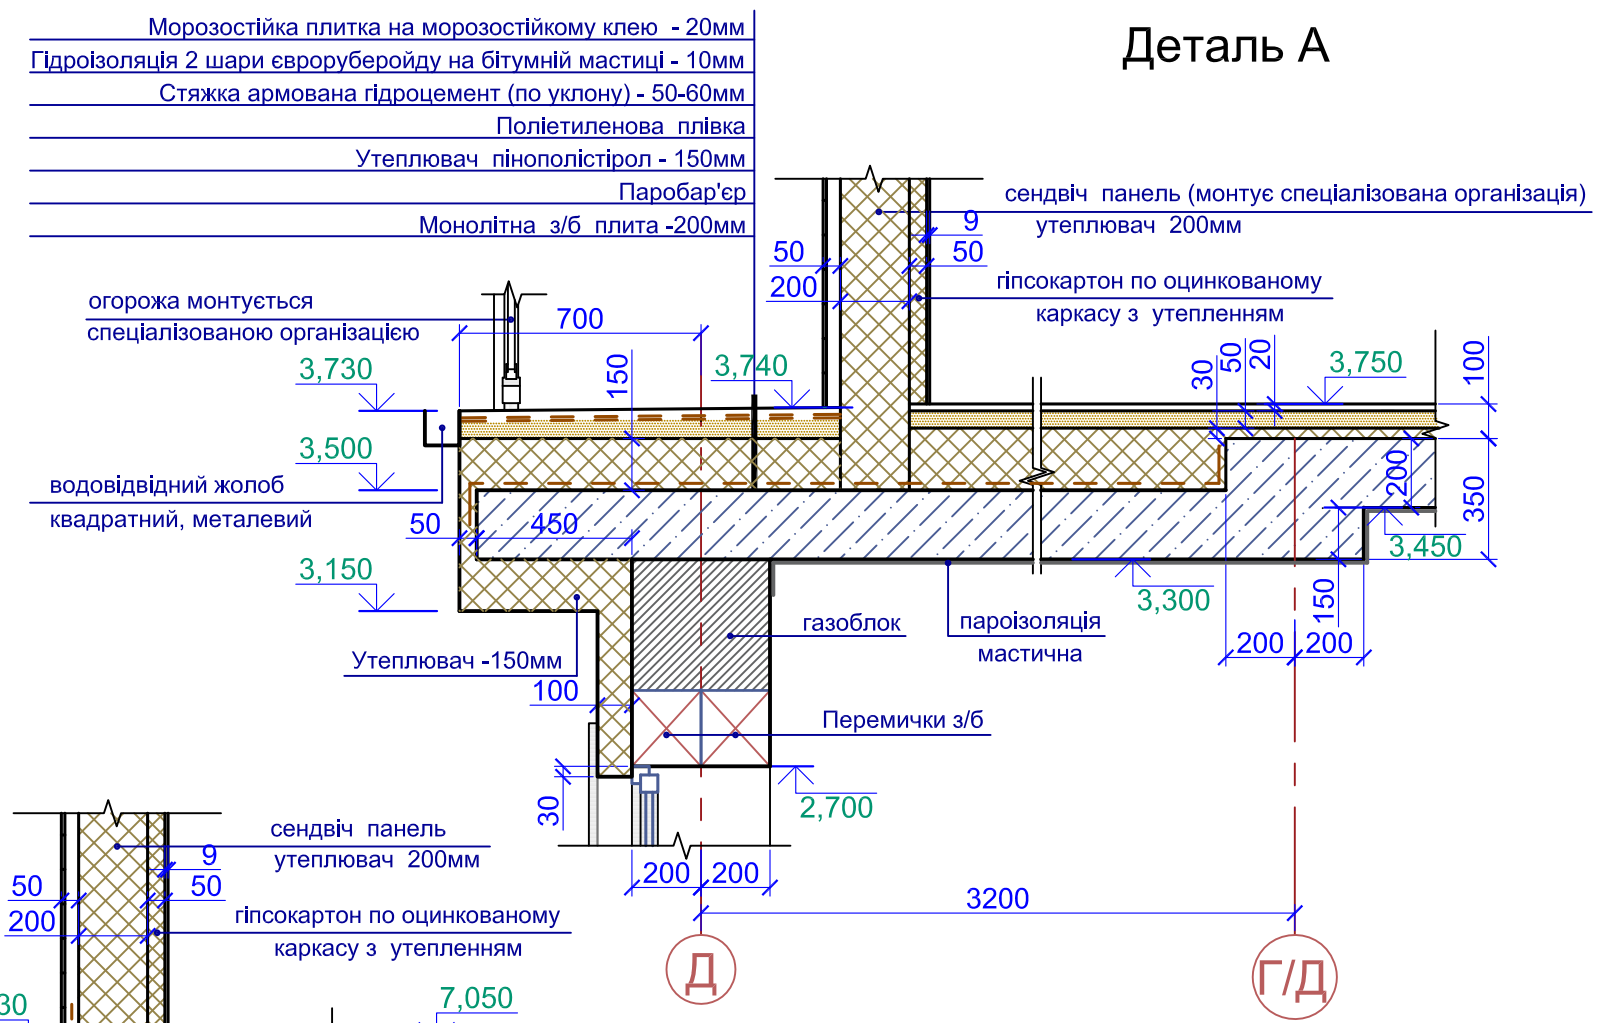 Деталь А
Морозостійка плитка на морозостійкому клею - 20мм
Гідроізоляція 2 шари євроруберойду на бітумній мастиці - 10мм
Стяжка армована гідроцемент (по уклону) - 50-60мм
Поліетиленова плівка
Утеплювач пінополістірол - 150мм
Паробар'єр
Монолітна з/б плита -200мм
сендвіч панель (монтує спеціалізована організація)
утеплювач 200мм
9
50
50
200
гіпсокартон по оцинкованому
каркасу з утепленням
огорожа монтується
спеціалізованою організацією
700
150
3,730
3,740
30
50
20
3,750
100
3,500
водовідвідний жолоб
квадратний, металевий
50
450
200
350
3,450
3,150
3,300
150
газоблок
пароізоляція
мастична
200
200
Утеплювач -150мм
100
Перемички з/б
30
2,700
200
200
3200
сендвіч панель
утеплювач 200мм
9
50
50
200
гіпсокартон по оцинкованому
каркасу з утепленням
Д
Г/Д
30
7,050